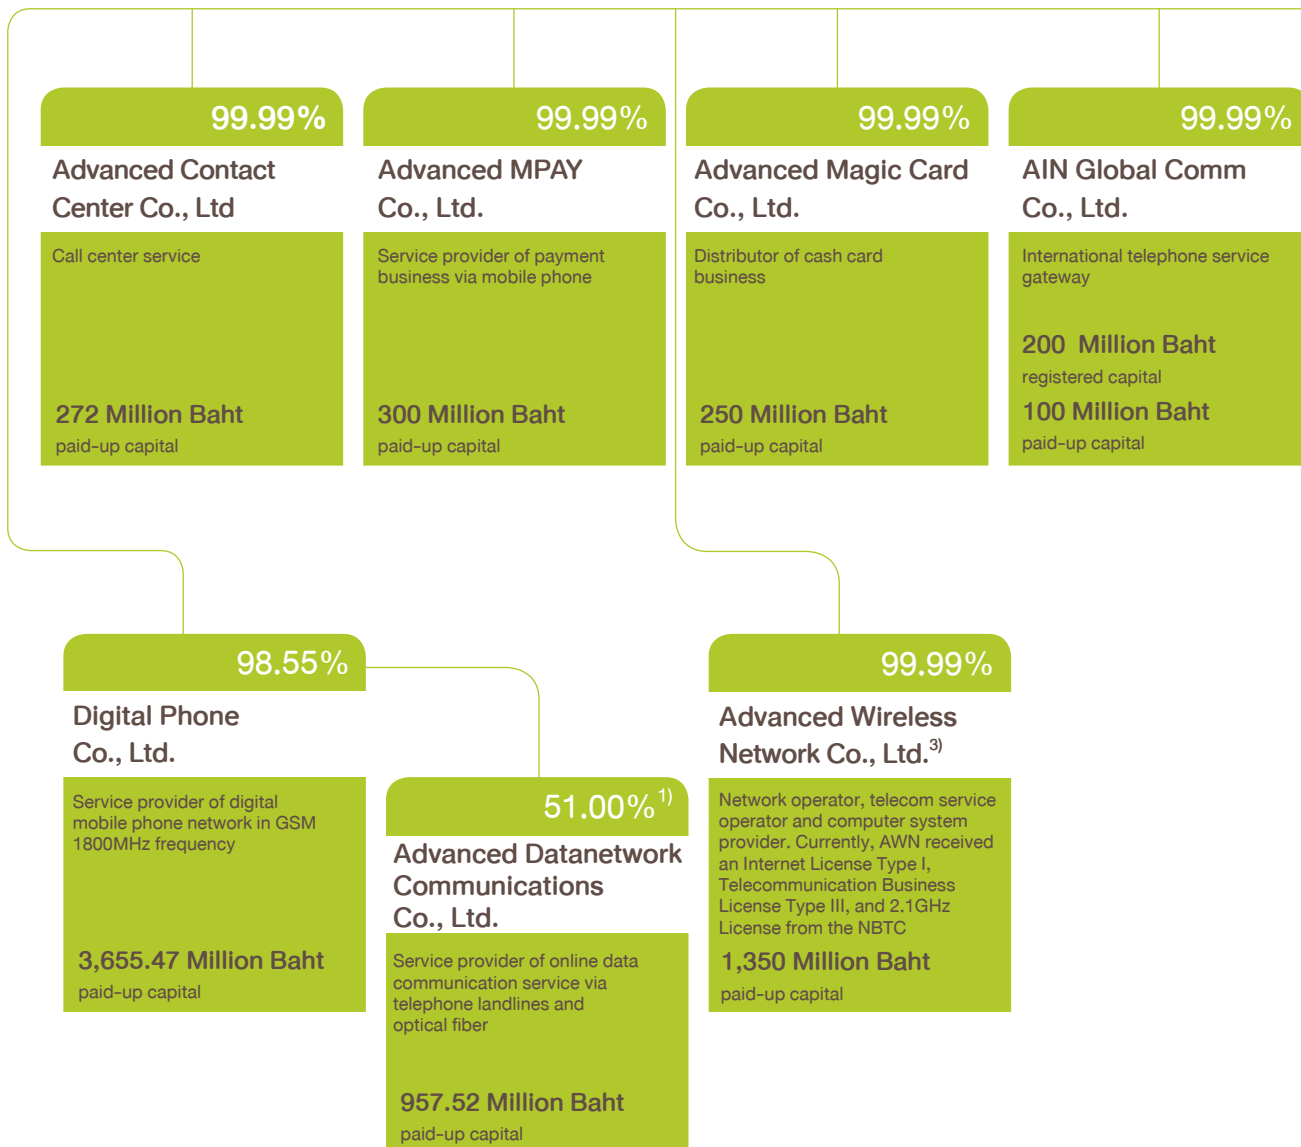 99.99%
Advanced Contact
Center Co., Ltd
Call center service
272 Million Baht
paid-up capital
99.99%
Advanced MPAY
Co., Ltd.
Service provider of payment
business via mobile phone
300 Million Baht
paid-up capital
99.99%
Advanced Magic Card
Co., Ltd.
Distributor of cash card
business
250 Million Baht
paid-up capital
99.99%
AIN Global Comm
Co., Ltd.
International telephone service
gateway
200 Million Baht
registered capital
100 Million Baht
paid-up capital
98.55%
Digital Phone
Co., Ltd.
Service provider of digital
mobile phone network in GSM
1800MHz frequency
3,655.47 Million Baht
paid-up capital
51.00% 1)
Advanced Datanetwork
Communications
Co., Ltd.
Service provider of online data
communication service via
telephone landlines and
optical fiber
957.52 Million Baht
paid-up capital
99.99%
Advanced Wireless
Network Co., Ltd.3)
Network operator, telecom service
operator and computer system
provider. Currently, AWN received
an Internet License Type I,
Telecommunication Business
License Type III, and 2.1GHz
License from the NBTC
1,350 Million Baht
paid-up capital